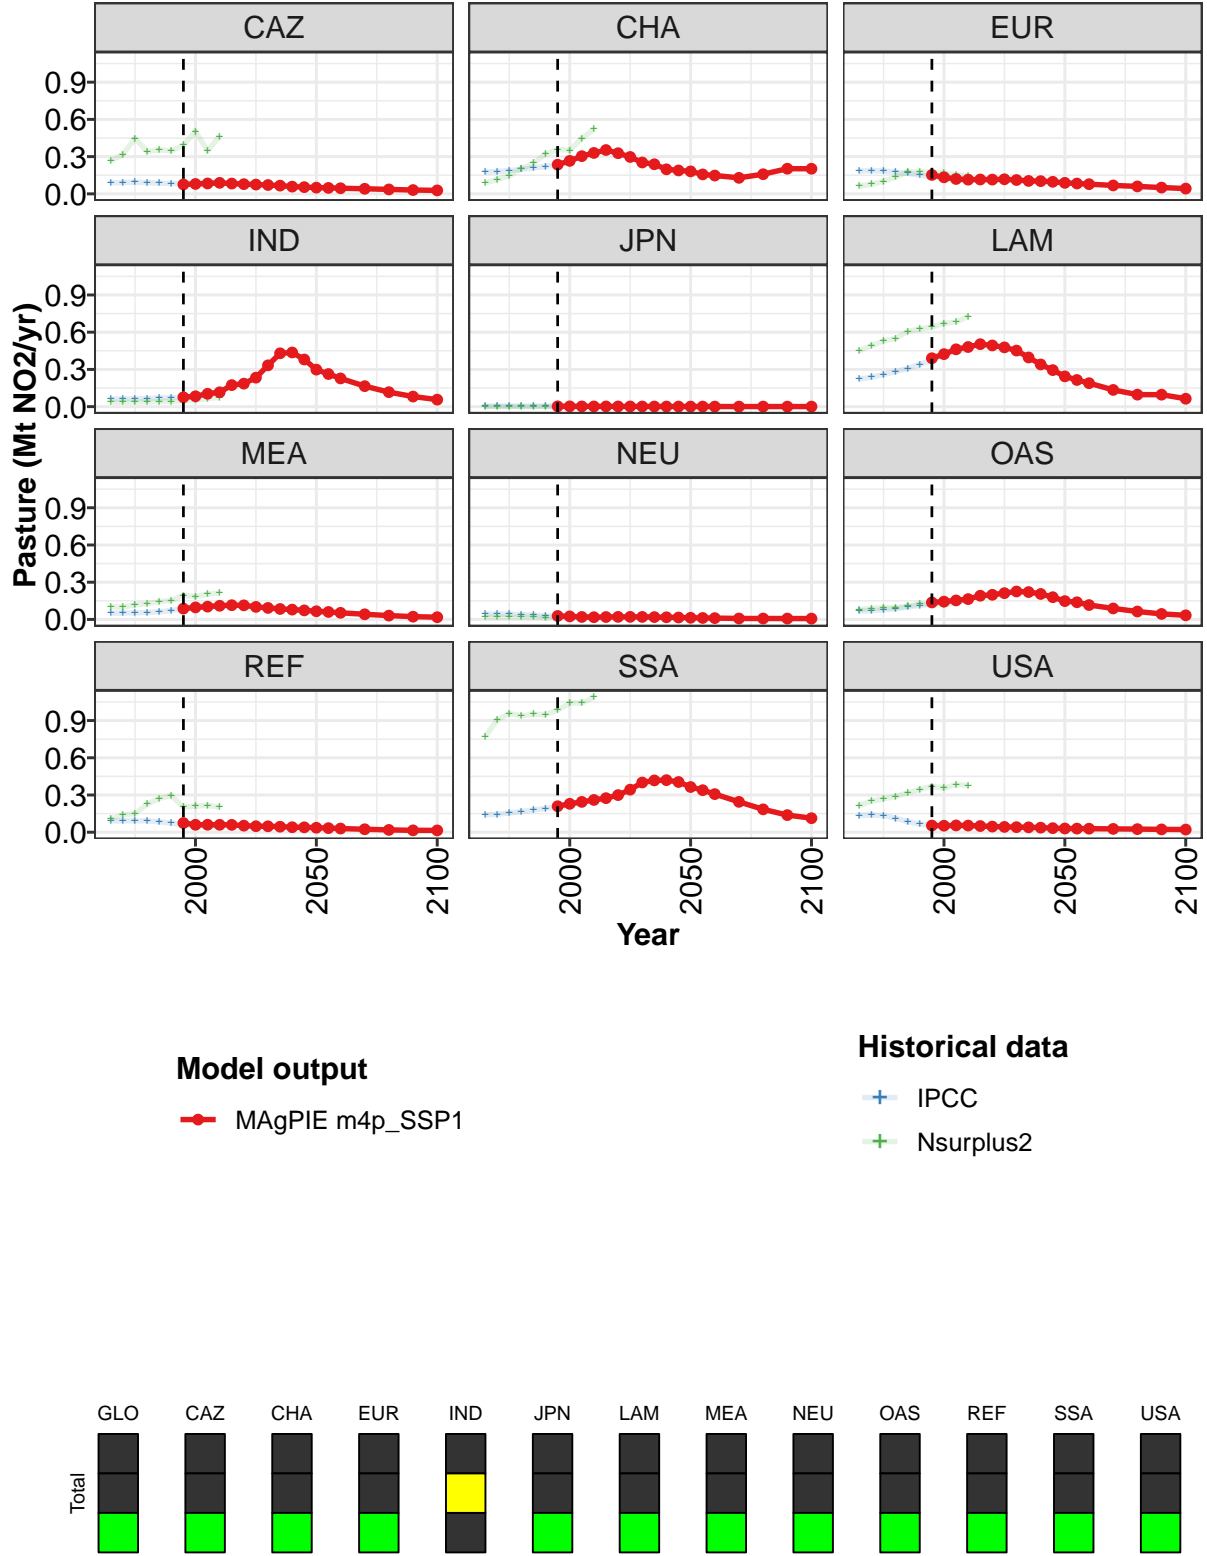 CAZ CHA EUR
0.9
0.6
0.3
0.0
IND JPN LAM
0.9
0.6
0.3
0.0
MEA NEU OAS
0.9
0.6
0.3
0.0
REF SSA USA
0.9
0.6
0.3
0.0
Pasture (Mt NO2/yr)
2000 2050 2100 2000 2050 2100 2000 2050 2100
Year
Model output
MAgPIE m4p_SSP1
Historical data
IPCC
Nsurplus2
GLO CAZ CHA EUR IND JPN LAM MEA NEU OAS REF SSA USA
Total